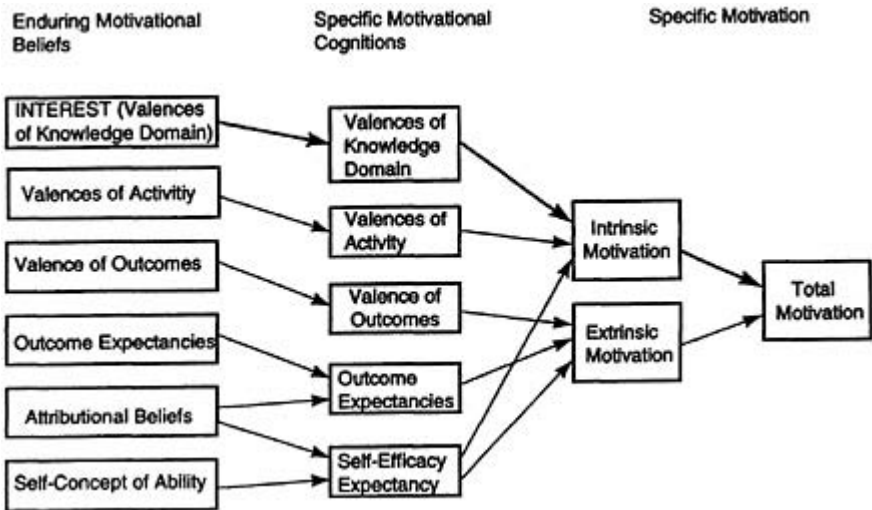 Enduring Motivational
Beliefs
Specific Motivational
Cognitions
Specific Motivation
INTEREST (Valences
of Knowledge Domain)
Valences of Activitiy
Valence of Outcomes
Outcome Expectancies
Attributional Beliefs
Self-Concept of Ability
Valences of
Knowledge
Domain
Valences of
Activity
Valence of
Outcomes
Outcome
Expectancies
Self-Efficacy
Expectancy
Intrinsic
Motivation
Extrinsic
Motivation
Total
Motivation